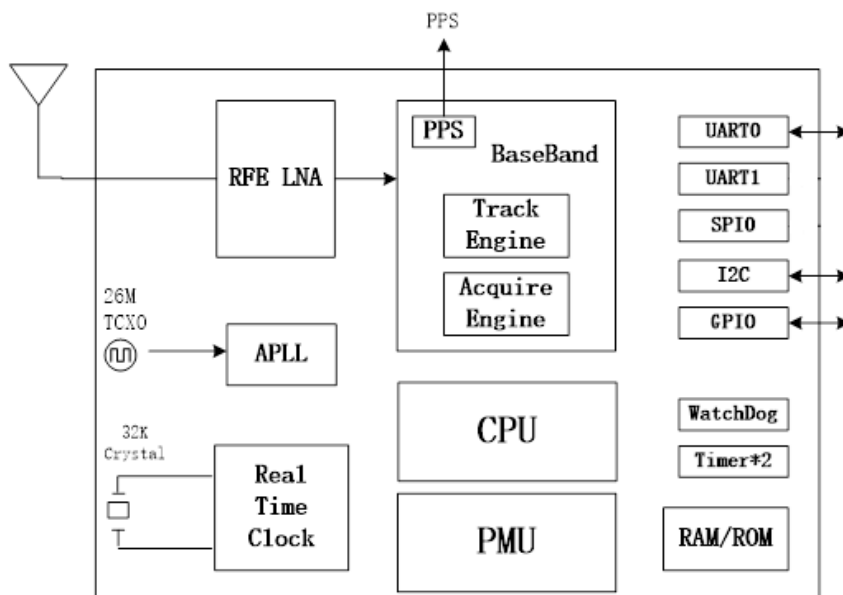 PPS
PPS
BaseBand
RFE LNA
Track
Engine
Acquire
Engine
UART0
UART1
SPI0
I2C
GPIO
26M
TCXO
APLL
CPU
WatchDog
Timer*2
32K
Crystal
Real
Time
Clock
PMU
RAM/ROM